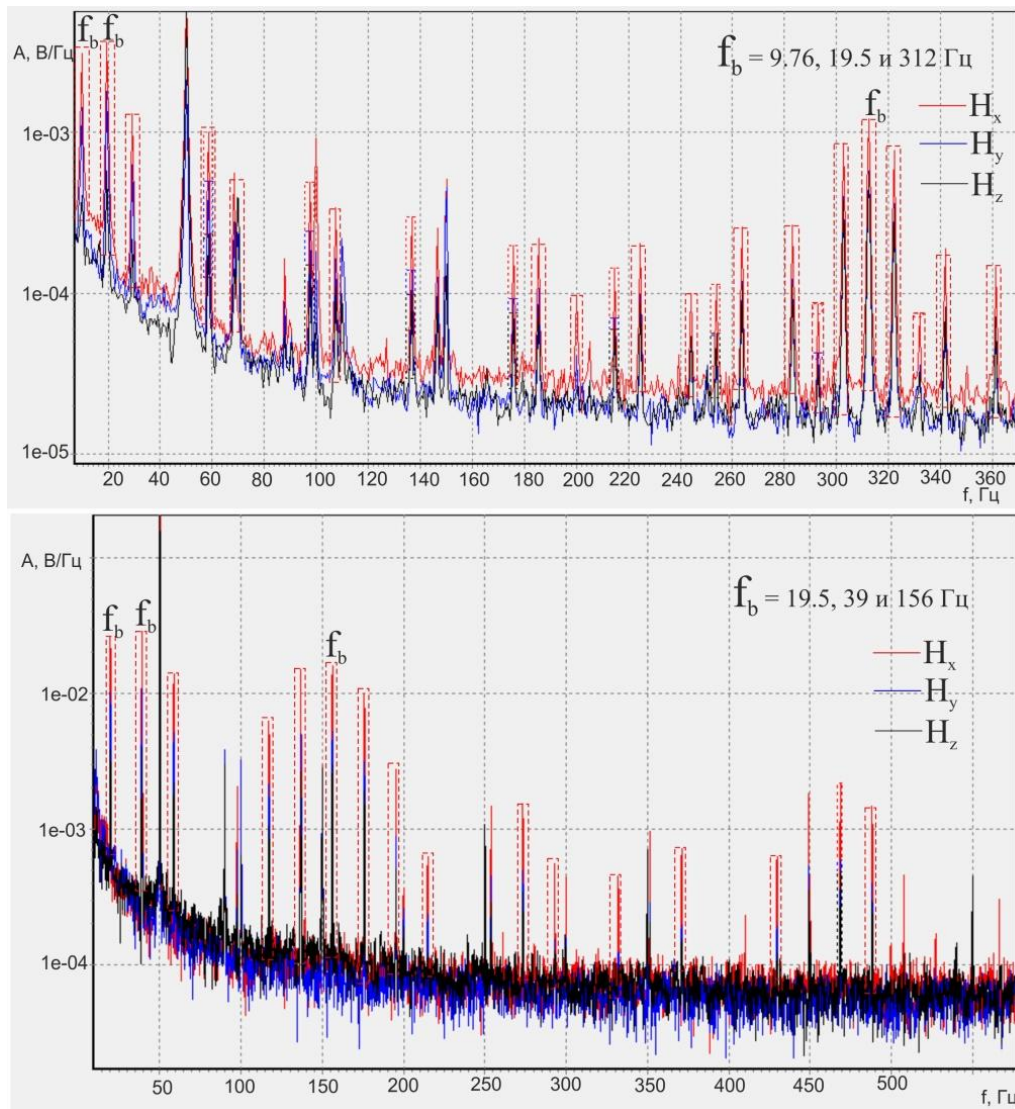 A, В/Гц
f_b f_b
f_b = 9.76, 19.5 и 312 Гц
H_x
f_b
H_y
H_z
1e-03
1e-04
1e-05
20 40 60 80 100 120 140 160 180 200 220 240 260 280 300 320 340 360
f, Гц
A, В/Гц
f_b f_b f_b
f_b = 19.5, 39 и 156 Гц
H_x
H_y
H_z
1e-02
1e-03
1e-04
50 100 150 200 250 300 350 400 450 500
f, Гц